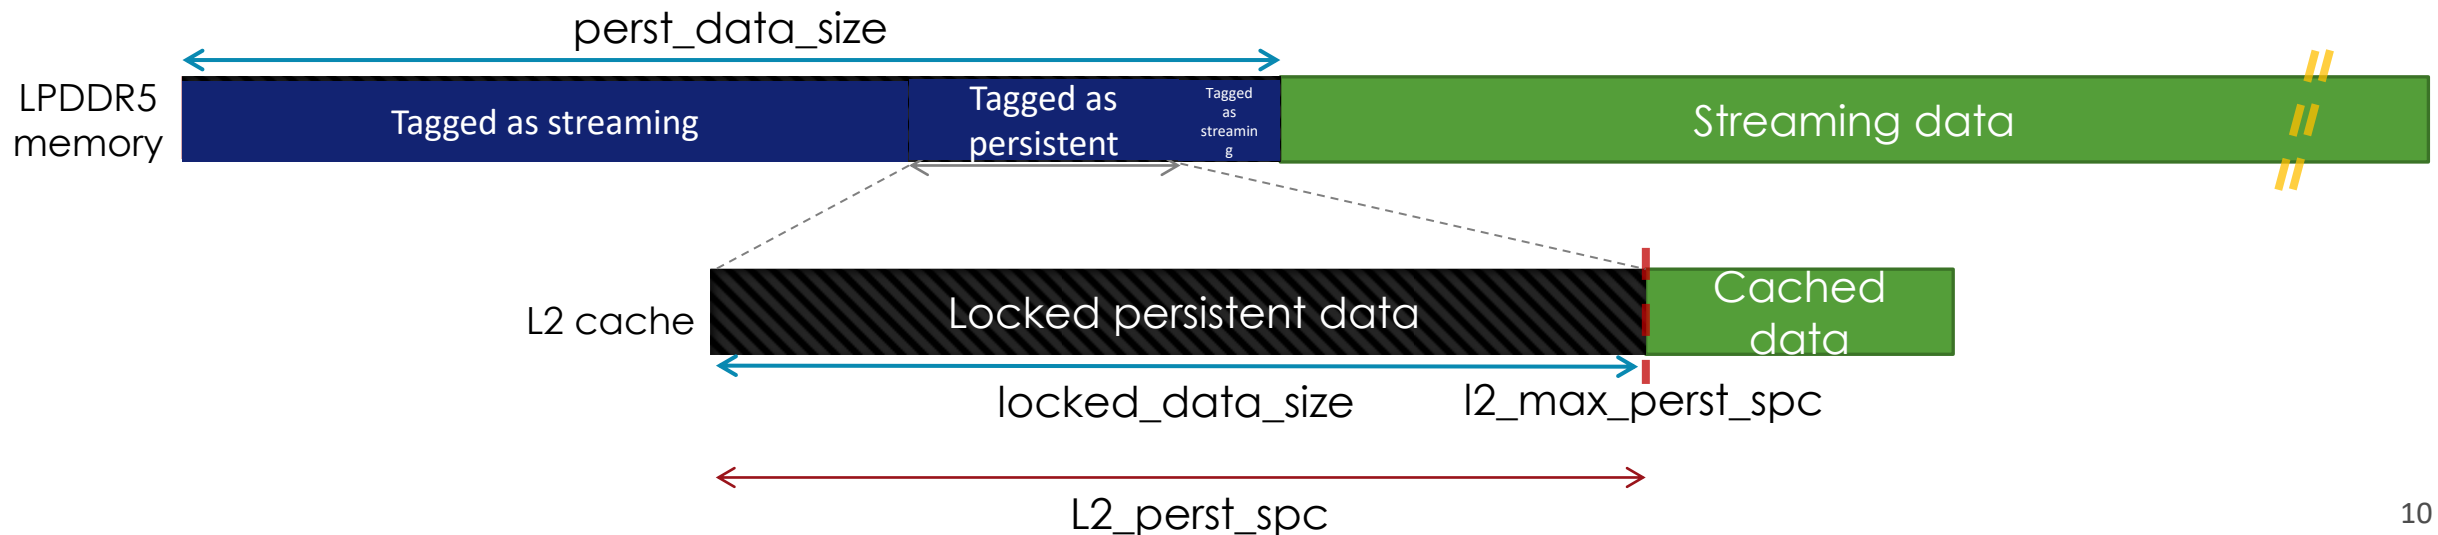 perst_data_size
LPDDR5
memory
Tagged as streaming
Tagged as
persistent
Tagged
as
streamin
g
Streaming data
L2 cache
Locked persistent data
Cached
data
locked_data_size
l2_max_perst_spc
L2_perst_spc
10